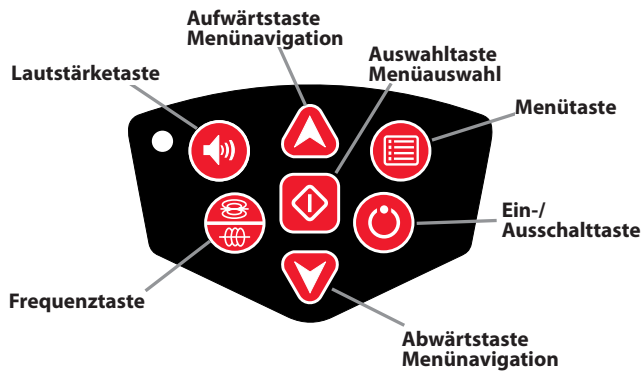 Aufwärtstaste
Menünavigation
Auswahltaste
Menüauswahl
Lautstärketaste
Menütaste
Ein-/
Ausschalttaste
Frequenztaste
Abwärtstaste
Menünavigation